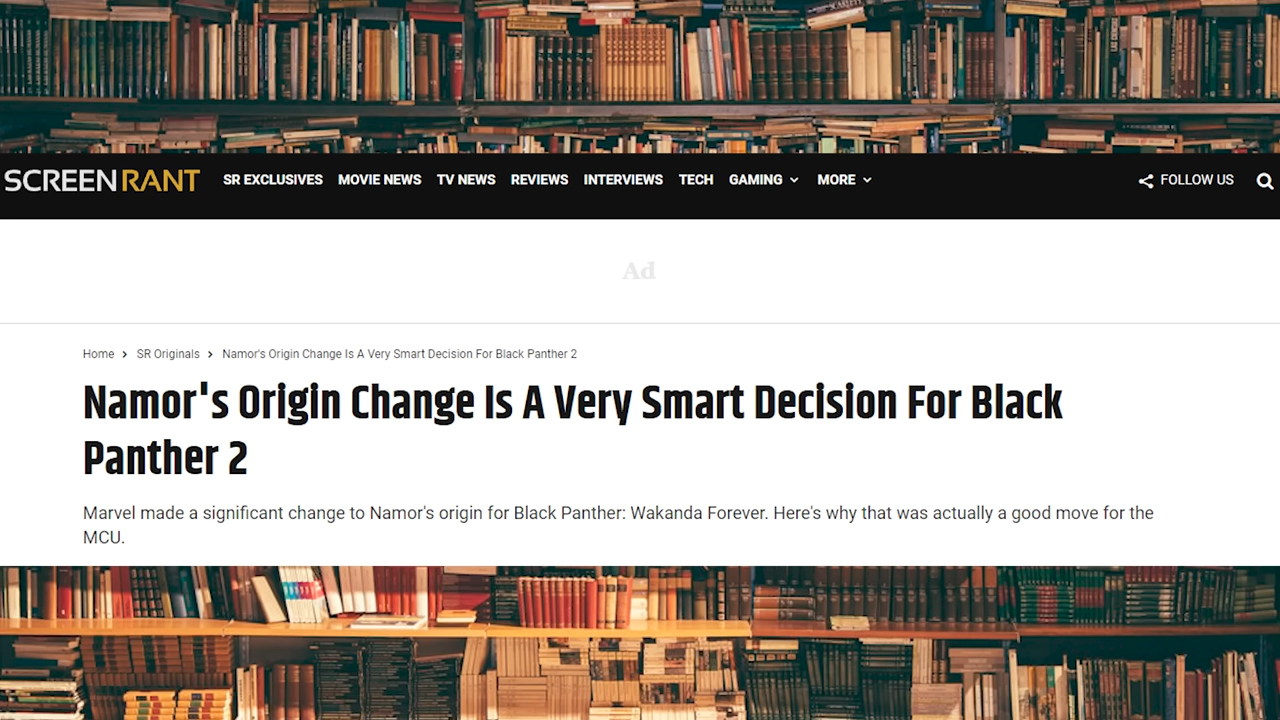 SCREENRANT SR EXCLUSIVES MOVIE NEWS TV NEWS REVIEWS INTERVIEWS TECH GAMING MORE FOLLOW US
Ad
Home > SR Originals > Namor's Origin Change Is A Very Smart Decision For Black Panther 2
Namor's Origin Change Is A Very Smart Decision For Black
Panther 2
Marvel made a significant change to Namor's origin for Black Panther: Wakanda Forever. Here's why that was actually a good move for the
MCU.